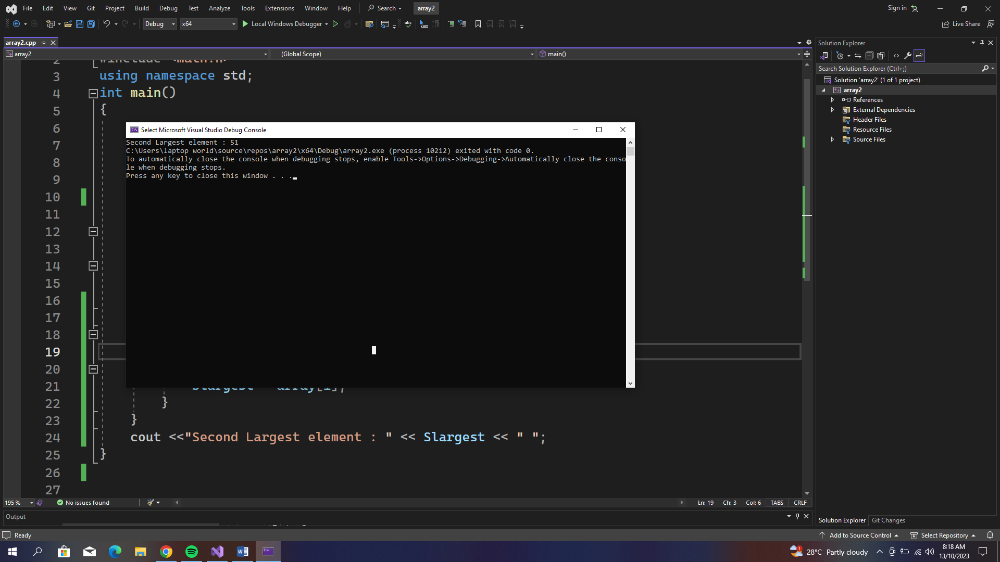 File Edit View Git Project Build Debug Test Analyze Tools Extensions Window Help Search array2 Sign in
Debug x64 Local Windows Debugger Live Share
array2.cpp
array2 (Global Scope) main()
2 #include <math.h>
3 using namespace std;
4 int main()
5 {
6
7
8
9
10
11
12
13
14
15
16
17
18
19
20
21 Slargest = array[i];
22 }
23 }
24 cout <<"Second Largest element : " << Slargest << " ";
25 }
26
27
Select Microsoft Visual Studio Debug Console
Second Largest element : 51
C:\Users\laptop world\source\repos\array2\x64\Debug\array2.exe (process 10212) exited with code 0.
To automatically close the console when debugging stops, enable Tools->Options->Debugging->Automatically close the conso
le when debugging stops.
Press any key to close this window . . .
Solution Explorer
Search Solution Explorer (Ctrl+;)
Solution 'array2' (1 of 1 project)
array2
References
External Dependencies
Header Files
Resource Files
Source Files
195 % No issues found Ln: 19 Ch: 3 Col: 6 TABS CRLF
Output
Solution Explorer Git Changes
Ready Add to Source Control Select Repository
28°C Partly cloudy 8:18 AM
13/10/2023